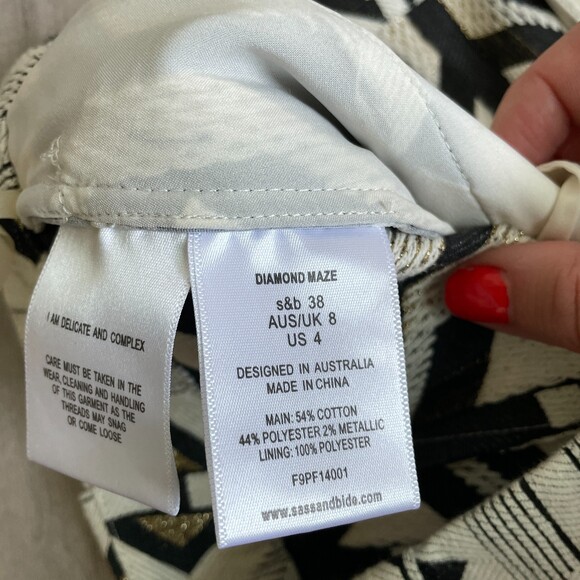 I AM DELICATE AND COMPLEX
CARE MUST BE TAKEN IN THE
WEAR, CLEANING AND HANDLING
OF THIS GARMENT AS THE
THREADS MAY SNAG
OR COME LOOSE
DIAMOND MAZE
s&b 38
AUS/UK 8
US 4
DESIGNED IN AUSTRALIA
MADE IN CHINA
MAIN: 54% COTTON
44% POLYESTER 2% METALLIC
LINING: 100% POLYESTER
F9PF14001
www.sassandbide.com